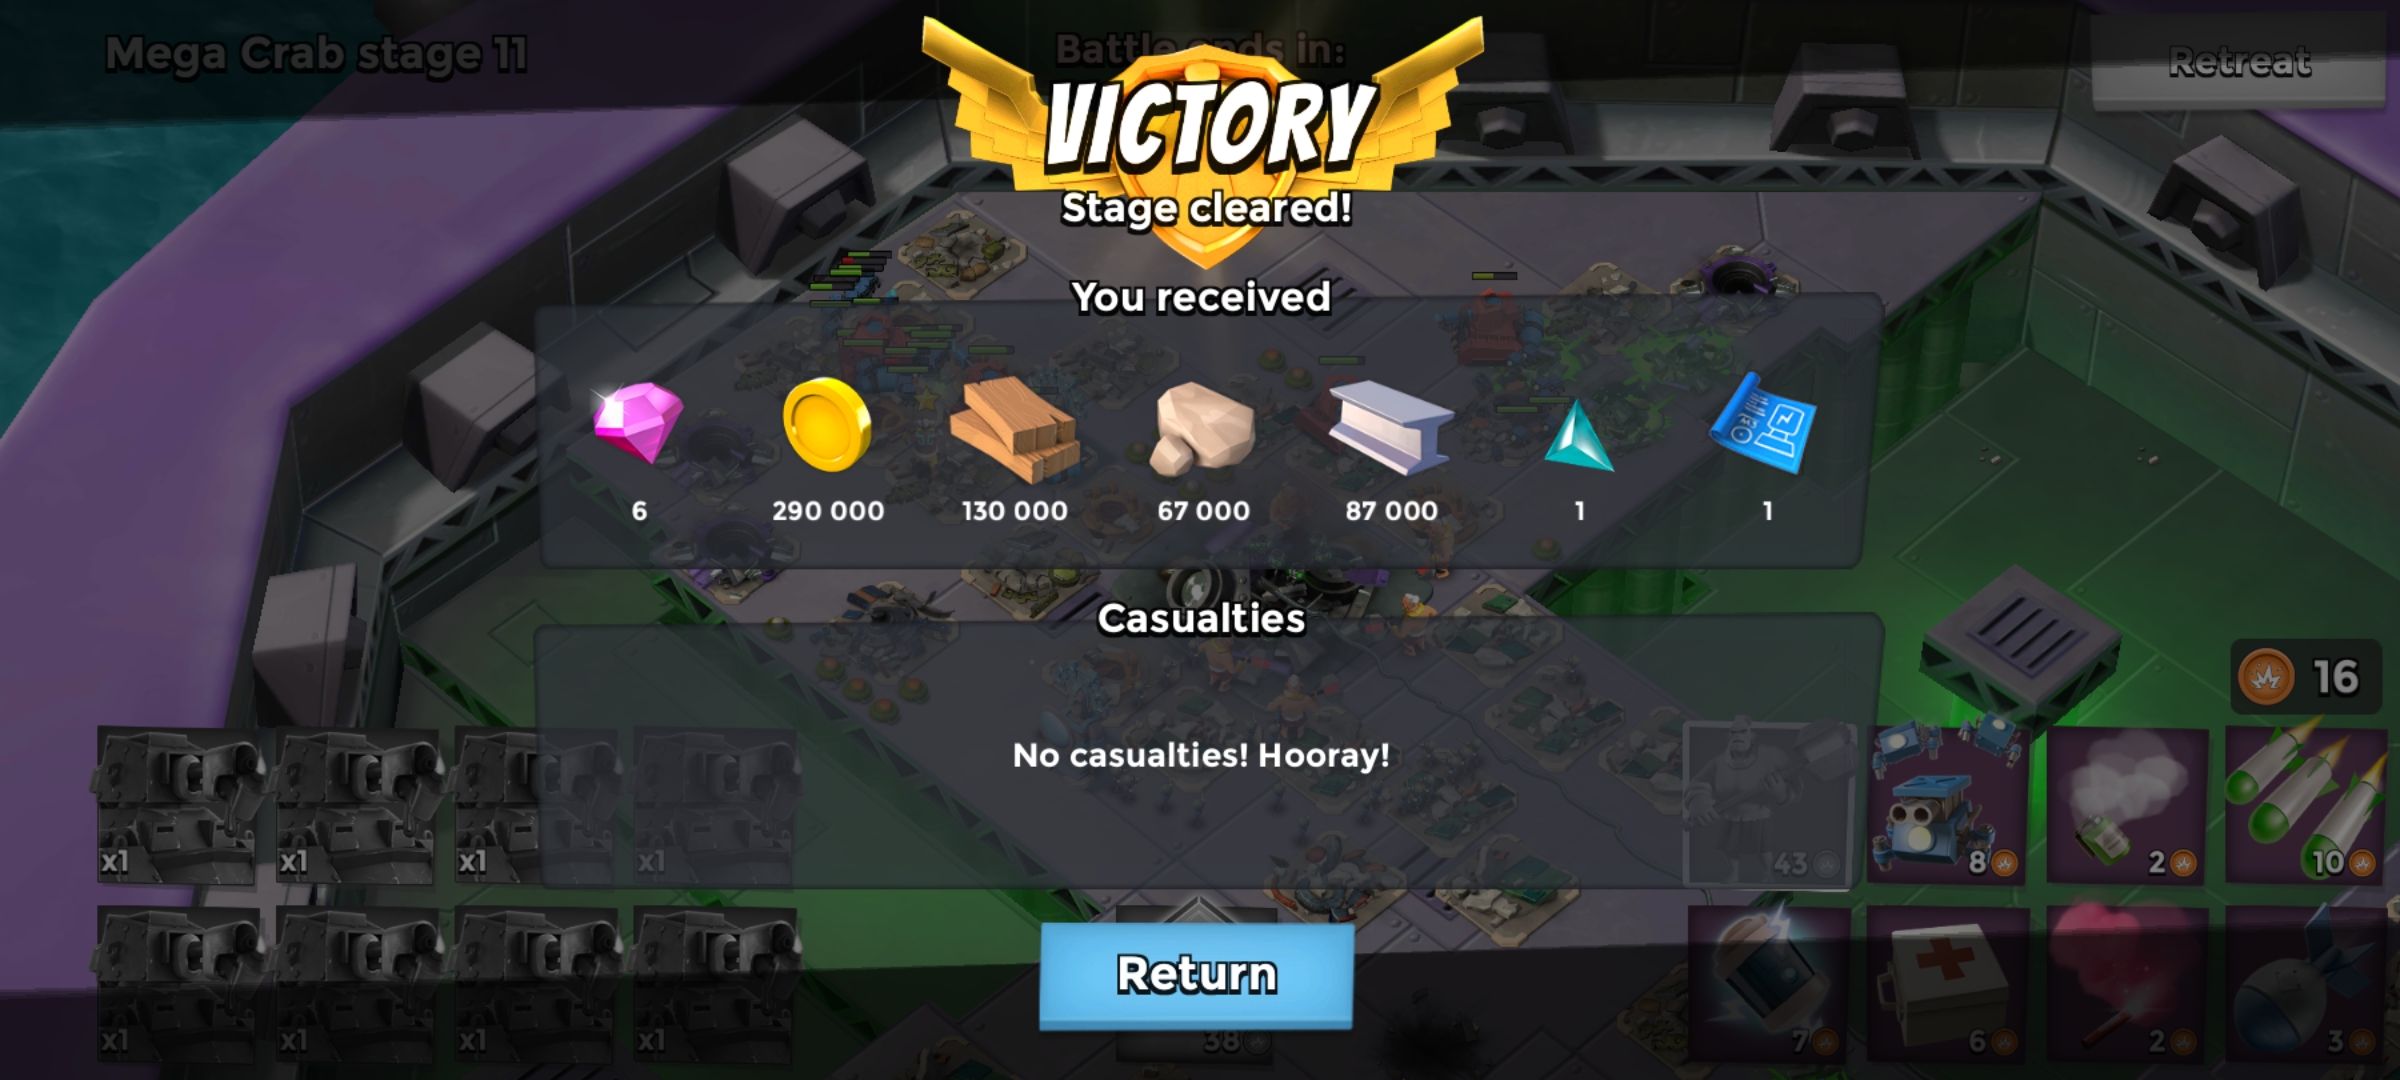 Mega Crab stage 11
Battle ends in:
Retreat
VICTORY
Stage cleared!
You received
6
290 000
130 000
67 000
87 000
1
1
Casualties
No casualties! Hooray!
16
x1
x1
x1
x1
43
8
2
10
Return
x1
x1
x1
x1
38
7
6
2
3